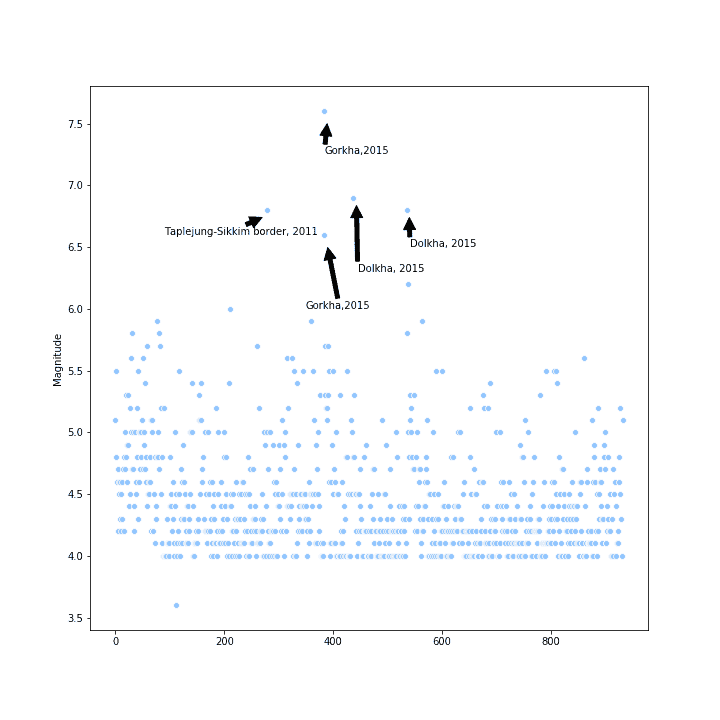 7.5
Gorkha,2015
7.0
Taplejung-Sikkim border, 2011
6.5
Dolkha, 2015
Dolkha, 2015
Gorkha,2015
6.0
Magnitude
5.5
5.0
4.5
4.0
3.5
0 200 400 600 800